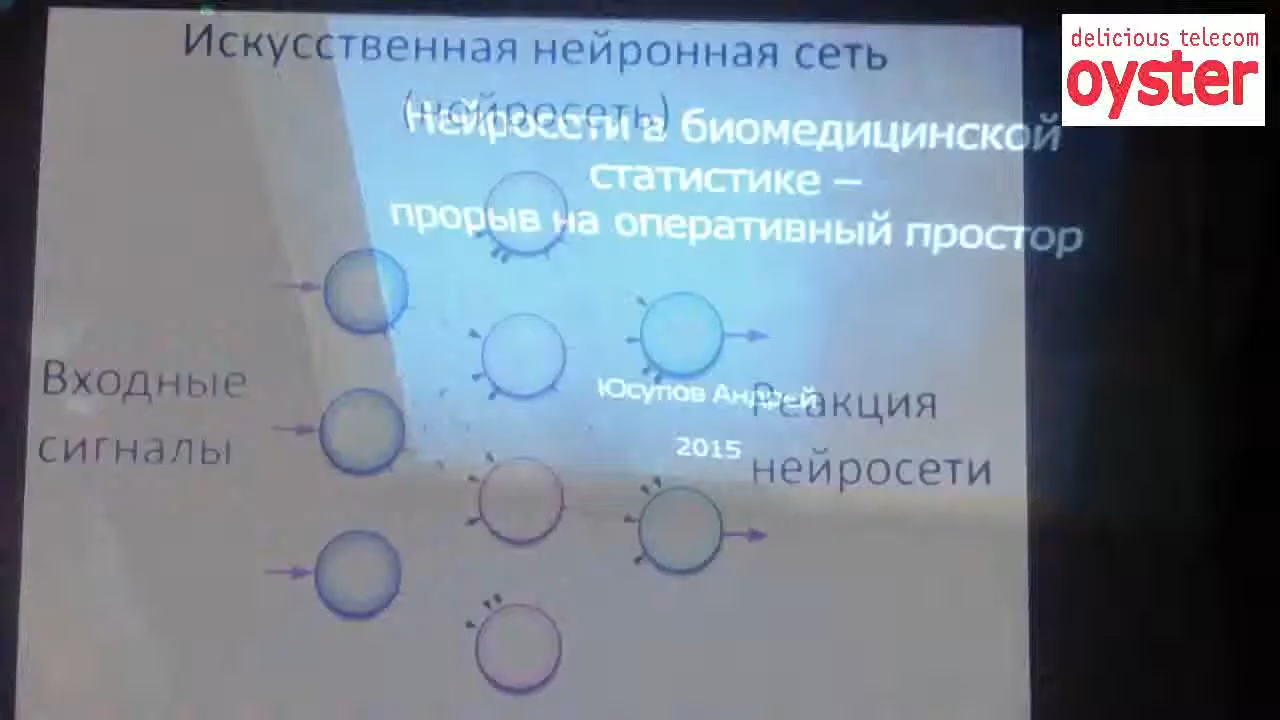 delicious telecom
oyster
Искусственная нейронная сеть
(нейросеть)
Нейросети в биомедицинской
статистике –
прорыв на оперативный простор
Входные
сигналы
Юсупов Андрей
2015
Реакция
нейросети